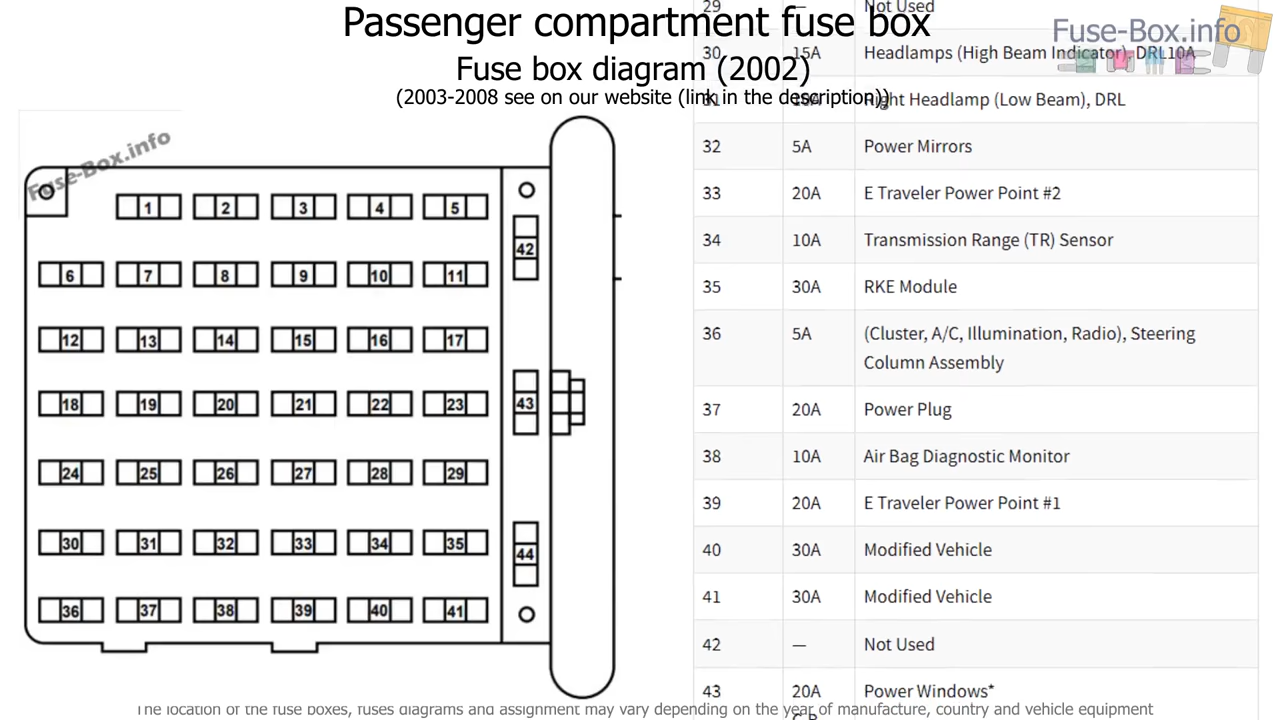 Passenger compartment fuse box
Fuse box diagram (2002)
(2003-2008 see on our website (link in the description))
Fuse-Box.info
Fuse-Box.info
1 2 3 4 5
6 7 8 9 10 11
12 13 14 15 16 17
18 19 20 21 22 23
24 25 26 27 28 29
30 31 32 33 34 35
36 37 38 39 40 41
42
43
44
29 — Not Used
30 15A Headlamps (High Beam Indicator), DRL10A
Right Headlamp (Low Beam), DRL
32 5A Power Mirrors
33 20A E Traveler Power Point #2
34 10A Transmission Range (TR) Sensor
35 30A RKE Module
36 5A (Cluster, A/C, Illumination, Radio), Steering
Column Assembly
37 20A Power Plug
38 10A Air Bag Diagnostic Monitor
39 20A E Traveler Power Point #1
40 30A Modified Vehicle
41 30A Modified Vehicle
42 — Not Used
43 20A Power Windows*
The location of the fuse boxes, fuses diagrams and assignment may vary depending on the year of manufacture, country and vehicle equipment